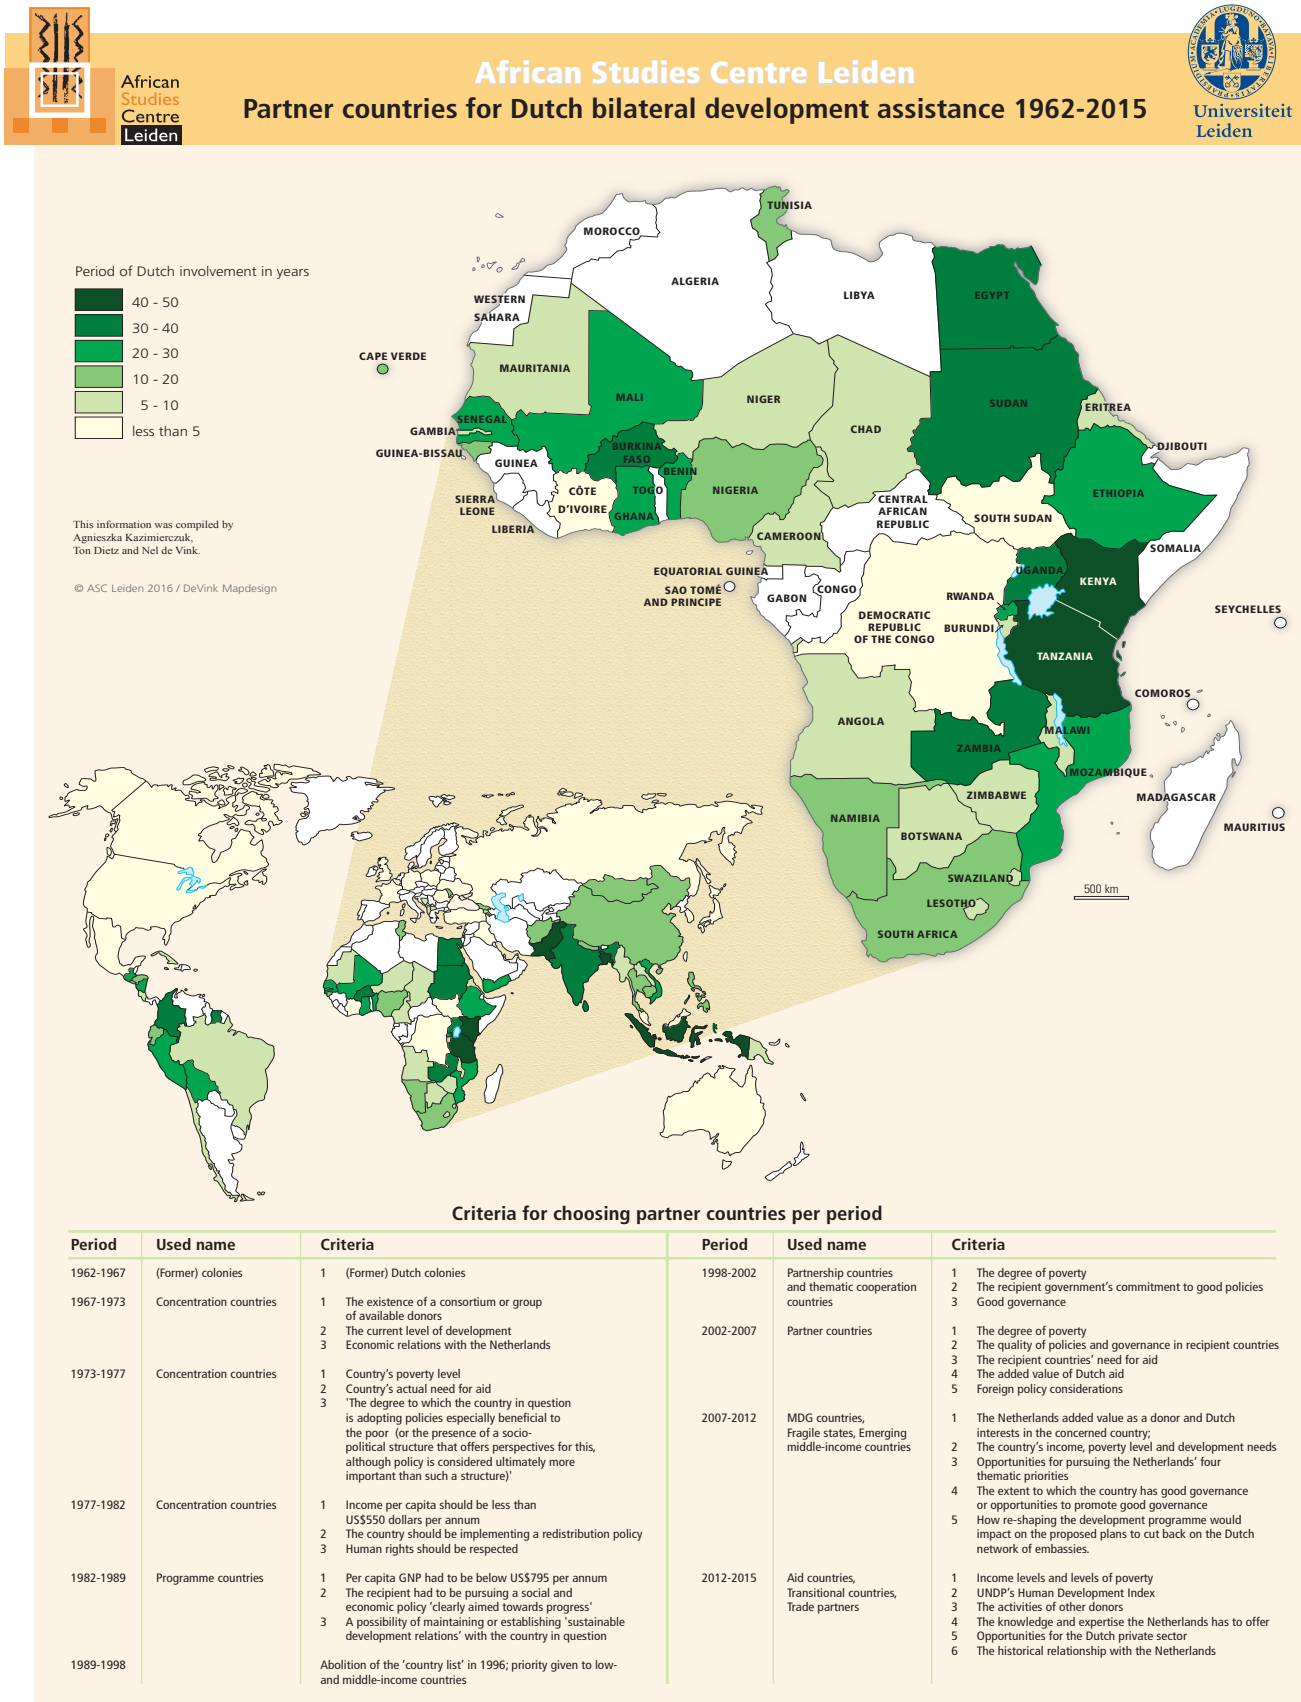 African
Studies
Centre
Leiden
African Studies Centre Leiden
Partner countries for Dutch bilateral development assistance 1962-2015
ACADEMIA LUGDUNO BATAVA LIBERTATIS PRAESIDIUM
Universiteit
Leiden
Period of Dutch involvement in years
40 - 50
30 - 40
20 - 30
10 - 20
5 - 10
less than 5
This information was compiled by
Agnieszka Kazimierczuk,
Ton Dietz and Nel de Vink.
© ASC Leiden 2016 / DeVink Mapdesign
TUNISIA
MOROCCO
ALGERIA
LIBYA
EGYPT
WESTERN
SAHARA
CAPE VERDE
MAURITANIA
MALI
NIGER
CHAD
SUDAN
ERITREA
SENEGAL
GAMBIA
GUINEA-BISSAU
GUINEA
BURKINA
FASO
BENIN
DJIBOUTI
SIERRA
LEONE
LIBERIA
CÔTE
D'IVOIRE
TOGO
GHANA
NIGERIA
CENTRAL
AFRICAN
REPUBLIC
SOUTH SUDAN
ETHIOPIA
SOMALIA
CAMEROON
EQUATORIAL GUINEA
SAO TOMÉ
AND PRINCIPE
GABON
CONGO
DEMOCRATIC
REPUBLIC
OF THE CONGO
UGANDA
KENYA
RWANDA
BURUNDI
TANZANIA
SEYCHELLES
COMOROS
ANGOLA
ZAMBIA
MALAWI
MOZAMBIQUE
MADAGASCAR
MAURITIUS
ZIMBABWE
NAMIBIA
BOTSWANA
SWAZILAND
LESOTHO
SOUTH AFRICA
500 km
Criteria for choosing partner countries per period
Period Used name Criteria
1962-1967 (Former) colonies 1 (Former) Dutch colonies
1967-1973 Concentration countries 1 The existence of a consortium or group
of available donors
2 The current level of development
3 Economic relations with the Netherlands
1973-1977 Concentration countries 1 Country's poverty level
2 Country's actual need for aid
3 'The degree to which the country in question
is adopting policies especially beneficial to
the poor (or the presence of a socio-
political structure that offers perspectives for this,
although policy is considered ultimately more
important than such a structure)'
1977-1982 Concentration countries 1 Income per capita should be less than
US$550 dollars per annum
2 The country should be implementing a redistribution policy
3 Human rights should be respected
1982-1989 Programme countries 1 Per capita GNP had to be below US$795 per annum
2 The recipient had to be pursuing a social and
economic policy 'clearly aimed towards progress'
3 A possibility of maintaining or establishing 'sustainable
development relations' with the country in question
1989-1998 Abolition of the 'country list' in 1996; priority given to low-
and middle-income countries
Period Used name Criteria
1998-2002 Partnership countries 1 The degree of poverty
and thematic cooperation 2 The recipient government's commitment to good policies
countries 3 Good governance
2002-2007 Partner countries 1 The degree of poverty
2 The quality of policies and governance in recipient countries
3 The recipient countries' need for aid
4 The added value of Dutch aid
5 Foreign policy considerations
2007-2012 MDG countries, 1 The Netherlands added value as a donor and Dutch
Fragile states, Emerging interests in the concerned country;
middle-income countries 2 The country's income, poverty level and development needs
3 Opportunities for pursuing the Netherlands' four
thematic priorities
4 The extent to which the country has good governance
or opportunities to promote good governance
5 How re-shaping the development programme would
impact on the proposed plans to cut back on the Dutch
network of embassies.
2012-2015 Aid countries, 1 Income levels and levels of poverty
Transitional countries, 2 UNDP's Human Development Index
Trade partners 3 The activities of other donors
4 The knowledge and expertise the Netherlands has to offer
5 Opportunities for the Dutch private sector
6 The historical relationship with the Netherlands